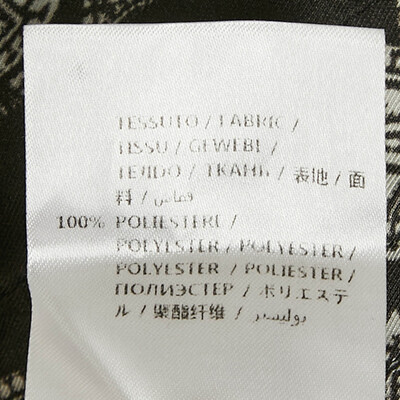 TESSUTO / FABRIC /
TISSU / GEWEBE /
TEJIDO / ТКАНЬ / 表地 / 面
料 / قماش /
100% POLIESTERE /
POLYESTER / POLYESTER /
POLYESTER / POLIESTER /
ПОЛИЭСТЕР / ポリエステ
ル / 聚酯纤维 / بوليستر /